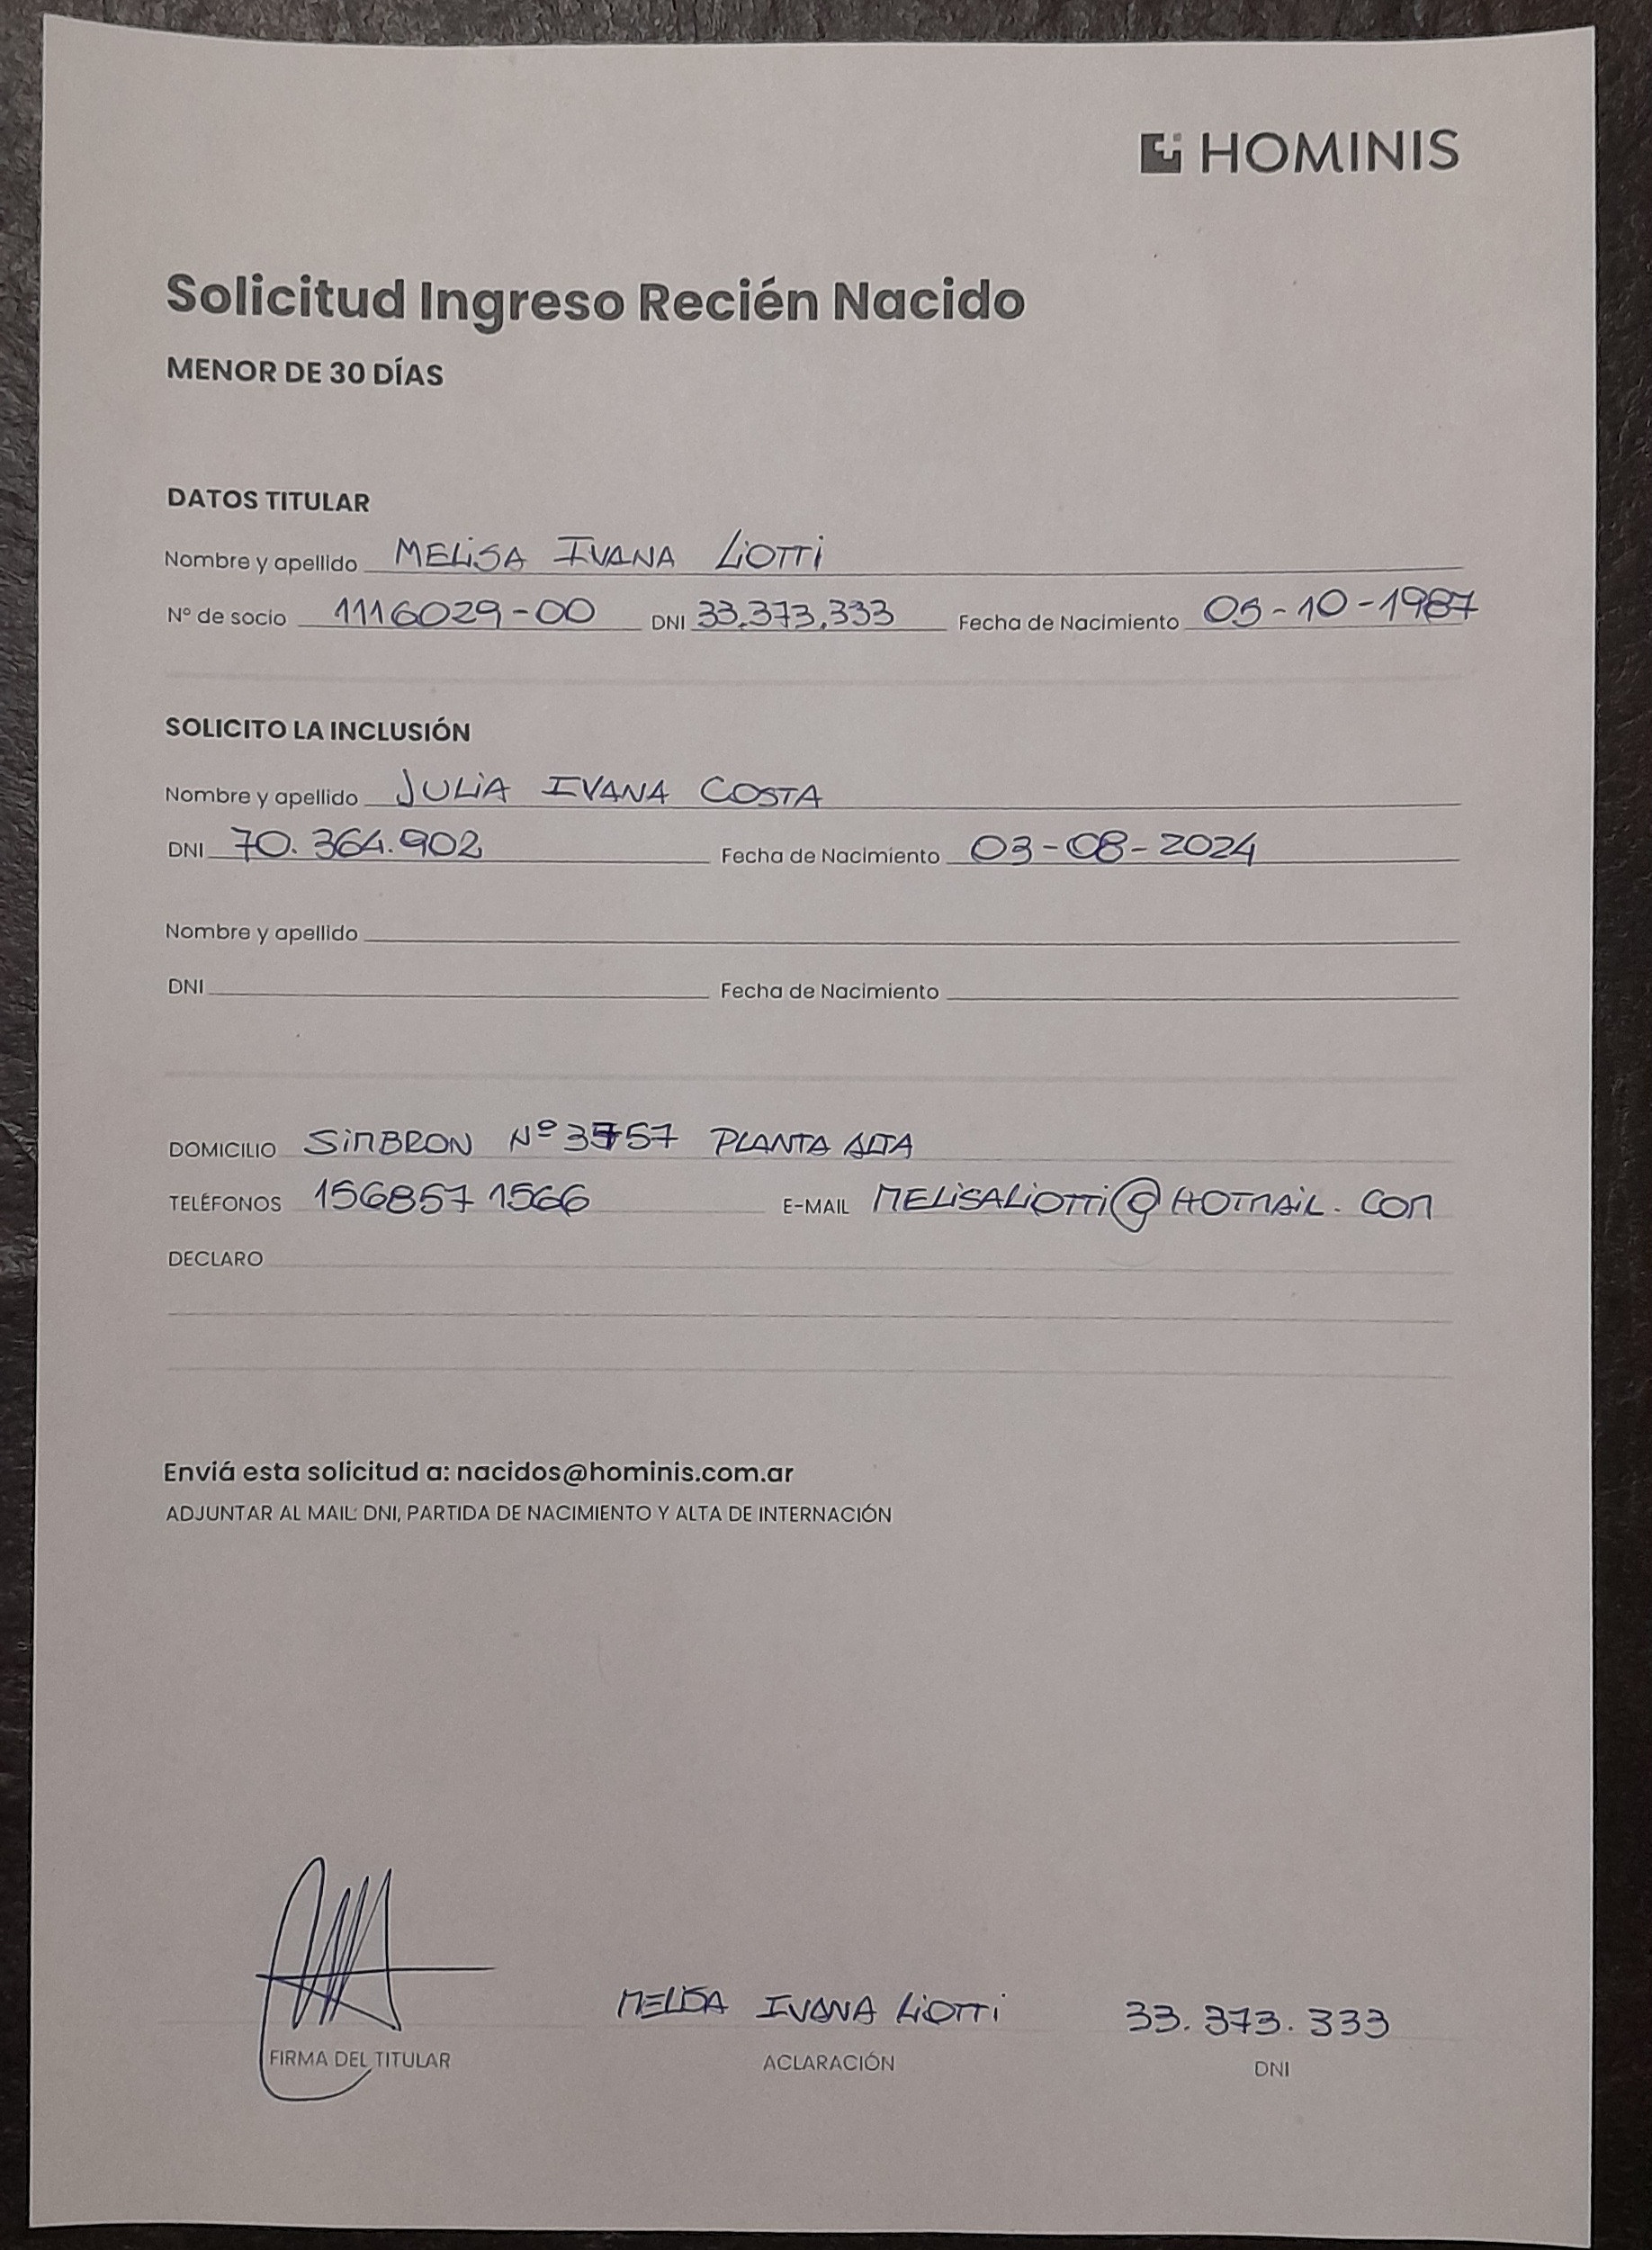 HOMINIS
Solicitud Ingreso Recién Nacido
MENOR DE 30 DÍAS
DATOS TITULAR
Nombre y apellido MELISA IVANA LIOTTI
Nº de socio 1116029-00 DNI 33.373.333 Fecha de Nacimiento 05-10-1987
SOLICITO LA INCLUSIÓN
Nombre y apellido JULIA IVANA COSTA
DNI 70.364.902 Fecha de Nacimiento 03-08-2024
Nombre y apellido
DNI Fecha de Nacimiento
DOMICILIO SIMBRON Nº 3757 PLANTA ALTA
TELÉFONOS 156857 1566 E-MAIL MELISALIOTTI@HOTMAIL.COM
DECLARO
Enviá esta solicitud a: nacidos@hominis.com.ar
ADJUNTAR AL MAIL: DNI, PARTIDA DE NACIMIENTO Y ALTA DE INTERNACIÓN
MELISA IVANA LIOTTI 33.373.333
FIRMA DEL TITULAR ACLARACIÓN DNI